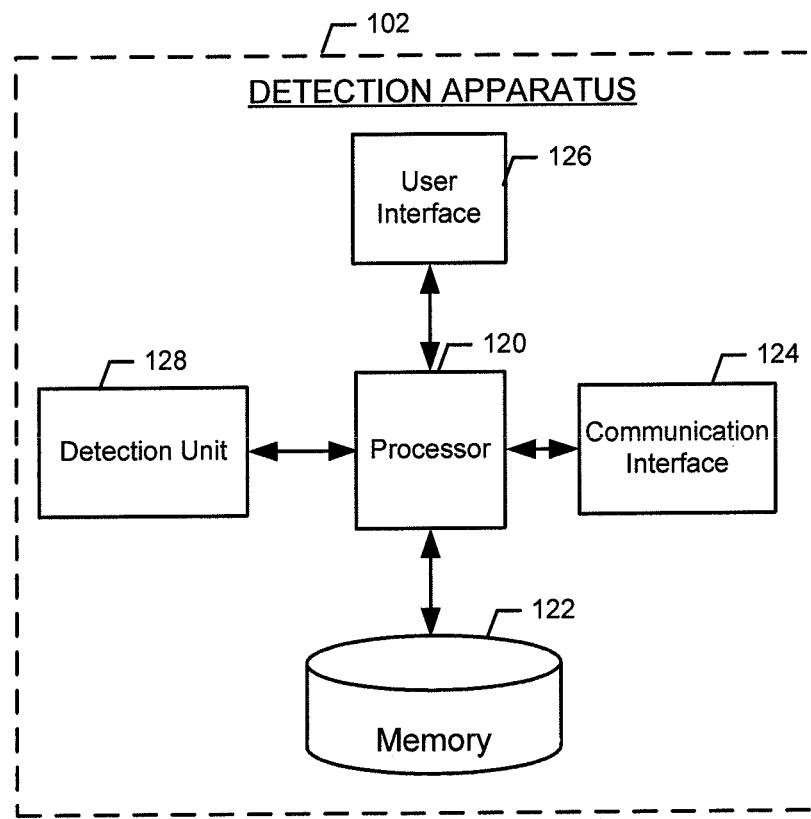 102
DETECTION APPARATUS
126
User
Interface
120
124
128
Detection Unit
Processor
Communication
Interface
122
Memory